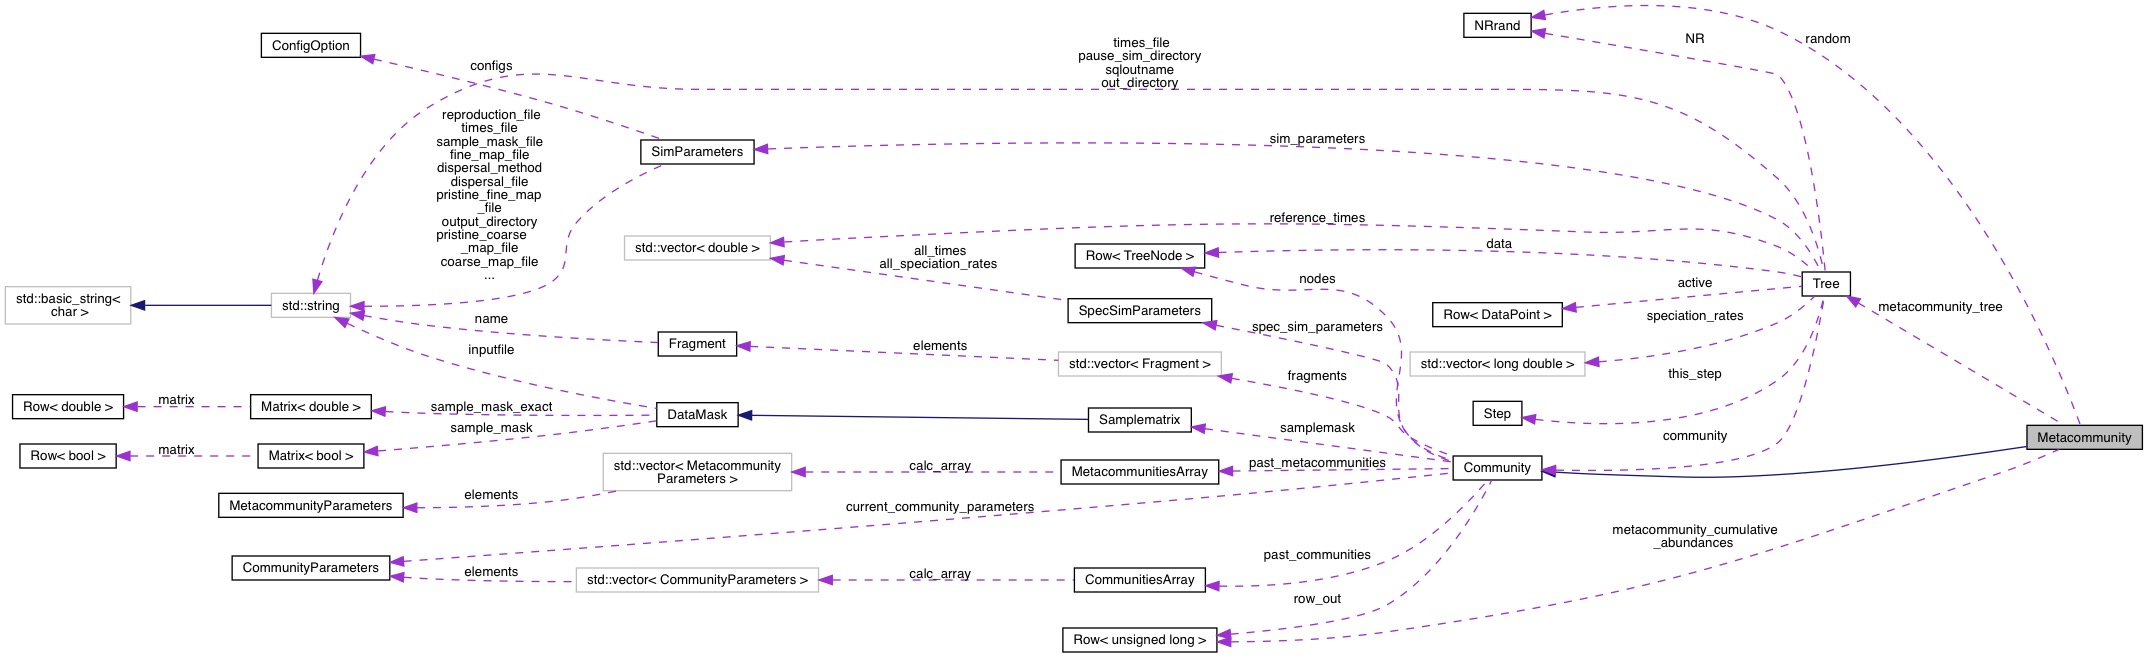 NRrand
random
NR
ConfigOption
configs
times_file
pause_sim_directory
sqloutname
out_directory
reproduction_file
times_file
sample_mask_file
fine_map_file
dispersal_method
dispersal_file
pristine_fine_map
_file
output_directory
pristine_coarse
_map_file
coarse_map_file
...
SimParameters
sim_parameters
reference_times
std::vector< double >
all_times
all_speciation_rates
Row< TreeNode >
data
nodes
Tree
active
metacommunity_tree
std::basic_string<
char >
std::string
name
SpecSimParameters
Row< DataPoint >
speciation_rates
spec_sim_parameters
Fragment
elements
inputfile
std::vector< Fragment >
std::vector< long double >
fragments
this_step
Row< double >
matrix
Matrix< double >
sample_mask_exact
sample_mask
DataMask
Samplematrix
samplemask
Step
community
Metacommunity
Row< bool >
matrix
Matrix< bool >
std::vector< Metacommunity
Parameters >
calc_array
MetacommunitiesArray
past_metacommunities
Community
MetacommunityParameters
elements
current_community_parameters
metacommunity_cumulative
_abundances
CommunityParameters
elements
std::vector< CommunityParameters >
calc_array
CommunitiesArray
past_communities
row_out
Row< unsigned long >